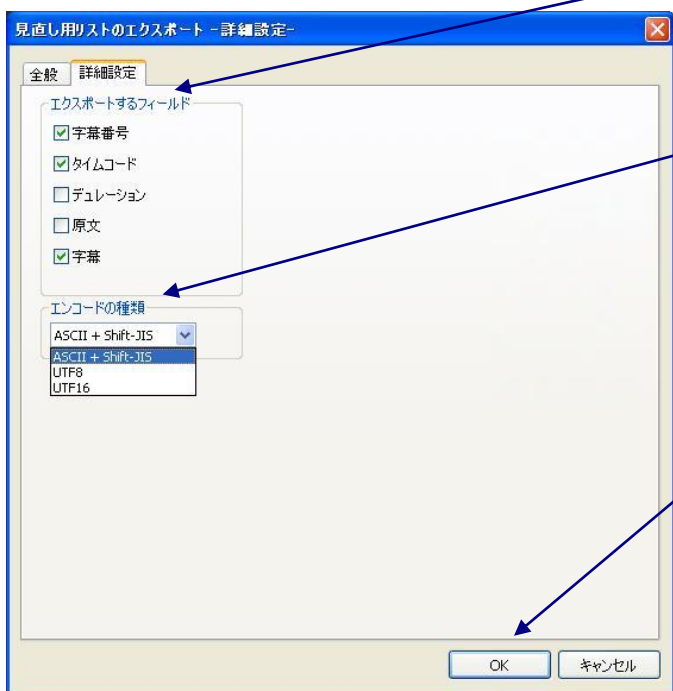 見直し用リストのエクスポート -詳細設定-
全般 詳細設定
エクスポートするフィールド
字幕番号
タイムコード
デュレーション
原文
字幕
エンコードの種類
ASCII + Shift-JIS
ASCII + Shift-JIS
UTF8
UTF16
OK キャンセル